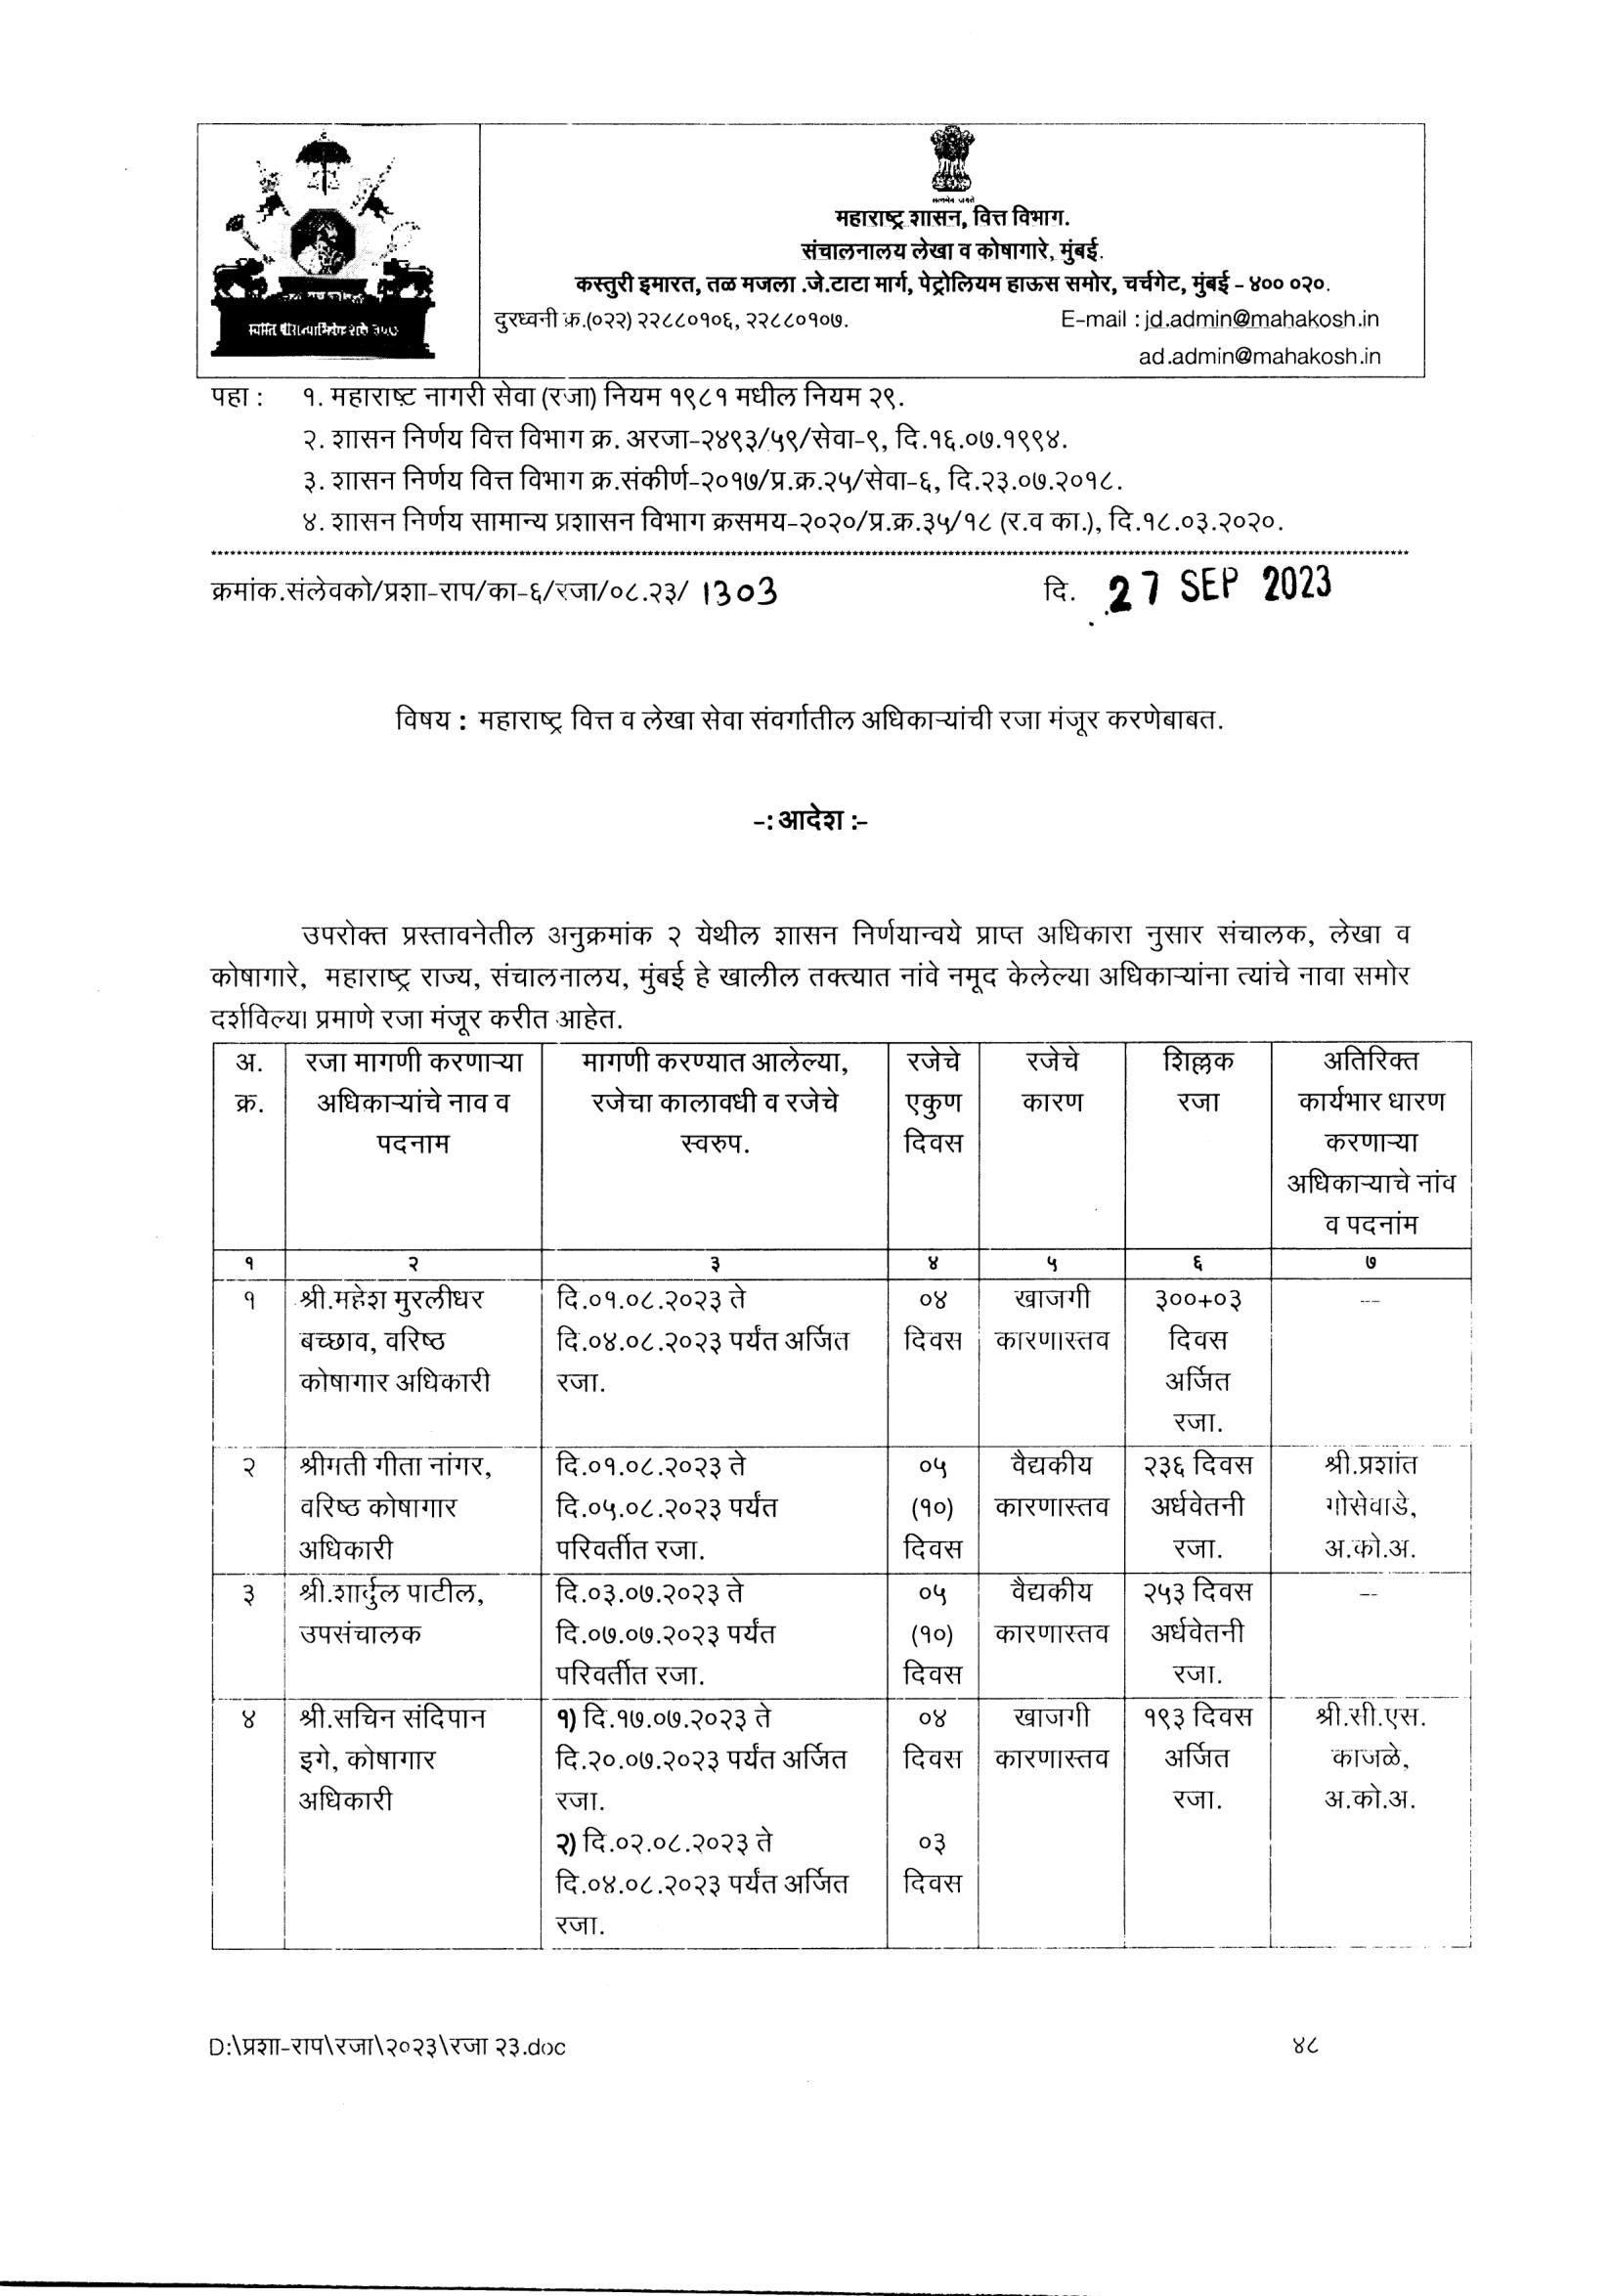 सत्यमेव जयते
महाराष्ट्र शासन, वित्त विभाग.
संचालनालय लेखा व कोषागारे, मुंबई.
कस्तुरी इमारत, तळ मजला .जे.टाटा मार्ग, पेट्रोलियम हाऊस समोर, चर्चगेट, मुंबई – ४०० ०२०.
दुरध्वनी क्र.(०२२) २२८८०१०६, २२८८०१०७. E-mail : jd.admin@mahakosh.in
ad.admin@mahakosh.in
पहा : १. महाराष्ट नागरी सेवा (रजा) नियम १९८१ मधील नियम २९.
२. शासन निर्णय वित्त विभाग क्र. अरजा-२४९३/५९/सेवा-९, दि.१६.०७.१९९४.
३. शासन निर्णय वित्त विभाग क्र.संकीर्ण-२०१७/प्र.क्र.२५/सेवा-६, दि.२३.०७.२०१८.
४. शासन निर्णय सामान्य प्रशासन विभाग क्रसमय-२०२०/प्र.क्र.३५/१८ (र.व का.), दि.१८.०३.२०२०.
क्रमांक.संलेवको/प्रशा-राप/का-६/रजा/०८.२३/ 1303 दि. 27 SEP 2023
विषय : महाराष्ट्र वित्त व लेखा सेवा संवर्गातील अधिकाऱ्यांची रजा मंजूर करणेबाबत.
-: आदेश :-
उपरोक्त प्रस्तावनेतील अनुक्रमांक २ येथील शासन निर्णयान्वये प्राप्त अधिकारा नुसार संचालक, लेखा व
कोषागारे, महाराष्ट्र राज्य, संचालनालय, मुंबई हे खालील तक्त्यात नांवे नमूद केलेल्या अधिकाऱ्यांना त्यांचे नावा समोर
दर्शविल्या प्रमाणे रजा मंजूर करीत आहेत.
अ. रजा मागणी करणाऱ्या मागणी करण्यात आलेल्या, रजेचे रजेचे शिल्लक अतिरिक्त
क्र. अधिकाऱ्यांचे नाव व रजेचा कालावधी व रजेचे एकुण कारण रजा कार्यभार धारण
पदनाम स्वरुप. दिवस करणाऱ्या
अधिकाऱ्याचे नांव
व पदनांम
१ २ ३ ४ ५ ६ ७
१ श्री.महेश मुरलीधर दि.०१.०८.२०२३ ते ०४ खाजगी ३००+०३ --
बच्छाव, वरिष्ठ दि.०४.०८.२०२३ पर्यंत अर्जित दिवस कारणास्तव दिवस
कोषागार अधिकारी रजा. अर्जित
रजा.
२ श्रीमती गीता नांगर, दि.०१.०८.२०२३ ते ०५ वैद्यकीय २३६ दिवस श्री.प्रशांत
वरिष्ठ कोषागार दि.०५.०८.२०२३ पर्यंत (१०) कारणास्तव अर्धवेतनी गोसेवाडे,
अधिकारी परिवर्तीत रजा. दिवस रजा. अ.को.अ.
३ श्री.शार्दुल पाटील, दि.०३.०७.२०२३ ते ०५ वैद्यकीय २५३ दिवस --
उपसंचालक दि.०७.०७.२०२३ पर्यंत (१०) कारणास्तव अर्धवेतनी
परिवर्तीत रजा. दिवस रजा.
४ श्री.सचिन संदिपान १) दि.१७.०७.२०२३ ते ०४ खाजगी १९३ दिवस श्री.सी.एस.
इगे, कोषागार दि.२०.०७.२०२३ पर्यंत अर्जित दिवस कारणास्तव अर्जित काजळे,
अधिकारी रजा. रजा. अ.को.अ.
२) दि.०२.०८.२०२३ ते ०३
दि.०४.०८.२०२३ पर्यंत अर्जित दिवस
रजा.
D:\प्रशा-राप\रजा\२०२३\रजा २३.doc ४८